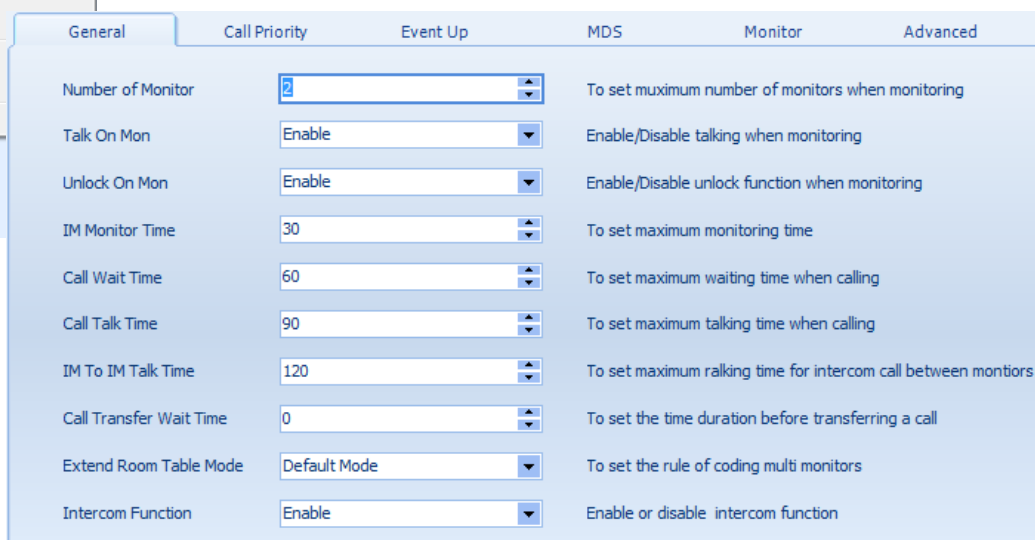 General Call Priority Event Up MDS Monitor Advanced
Number of Monitor 2 To set muximum number of monitors when monitoring
Talk On Mon Enable Enable/Disable talking when monitoring
Unlock On Mon Enable Enable/Disable unlock function when monitoring
IM Monitor Time 30 To set maximum monitoring time
Call Wait Time 60 To set maximum waiting time when calling
Call Talk Time 90 To set maximum talking time when calling
IM To IM Talk Time 120 To set maximum ralking time for intercom call between montiors
Call Transfer Wait Time 0 To set the time duration before transferring a call
Extend Room Table Mode Default Mode To set the rule of coding multi monitors
Intercom Function Enable Enable or disable intercom function